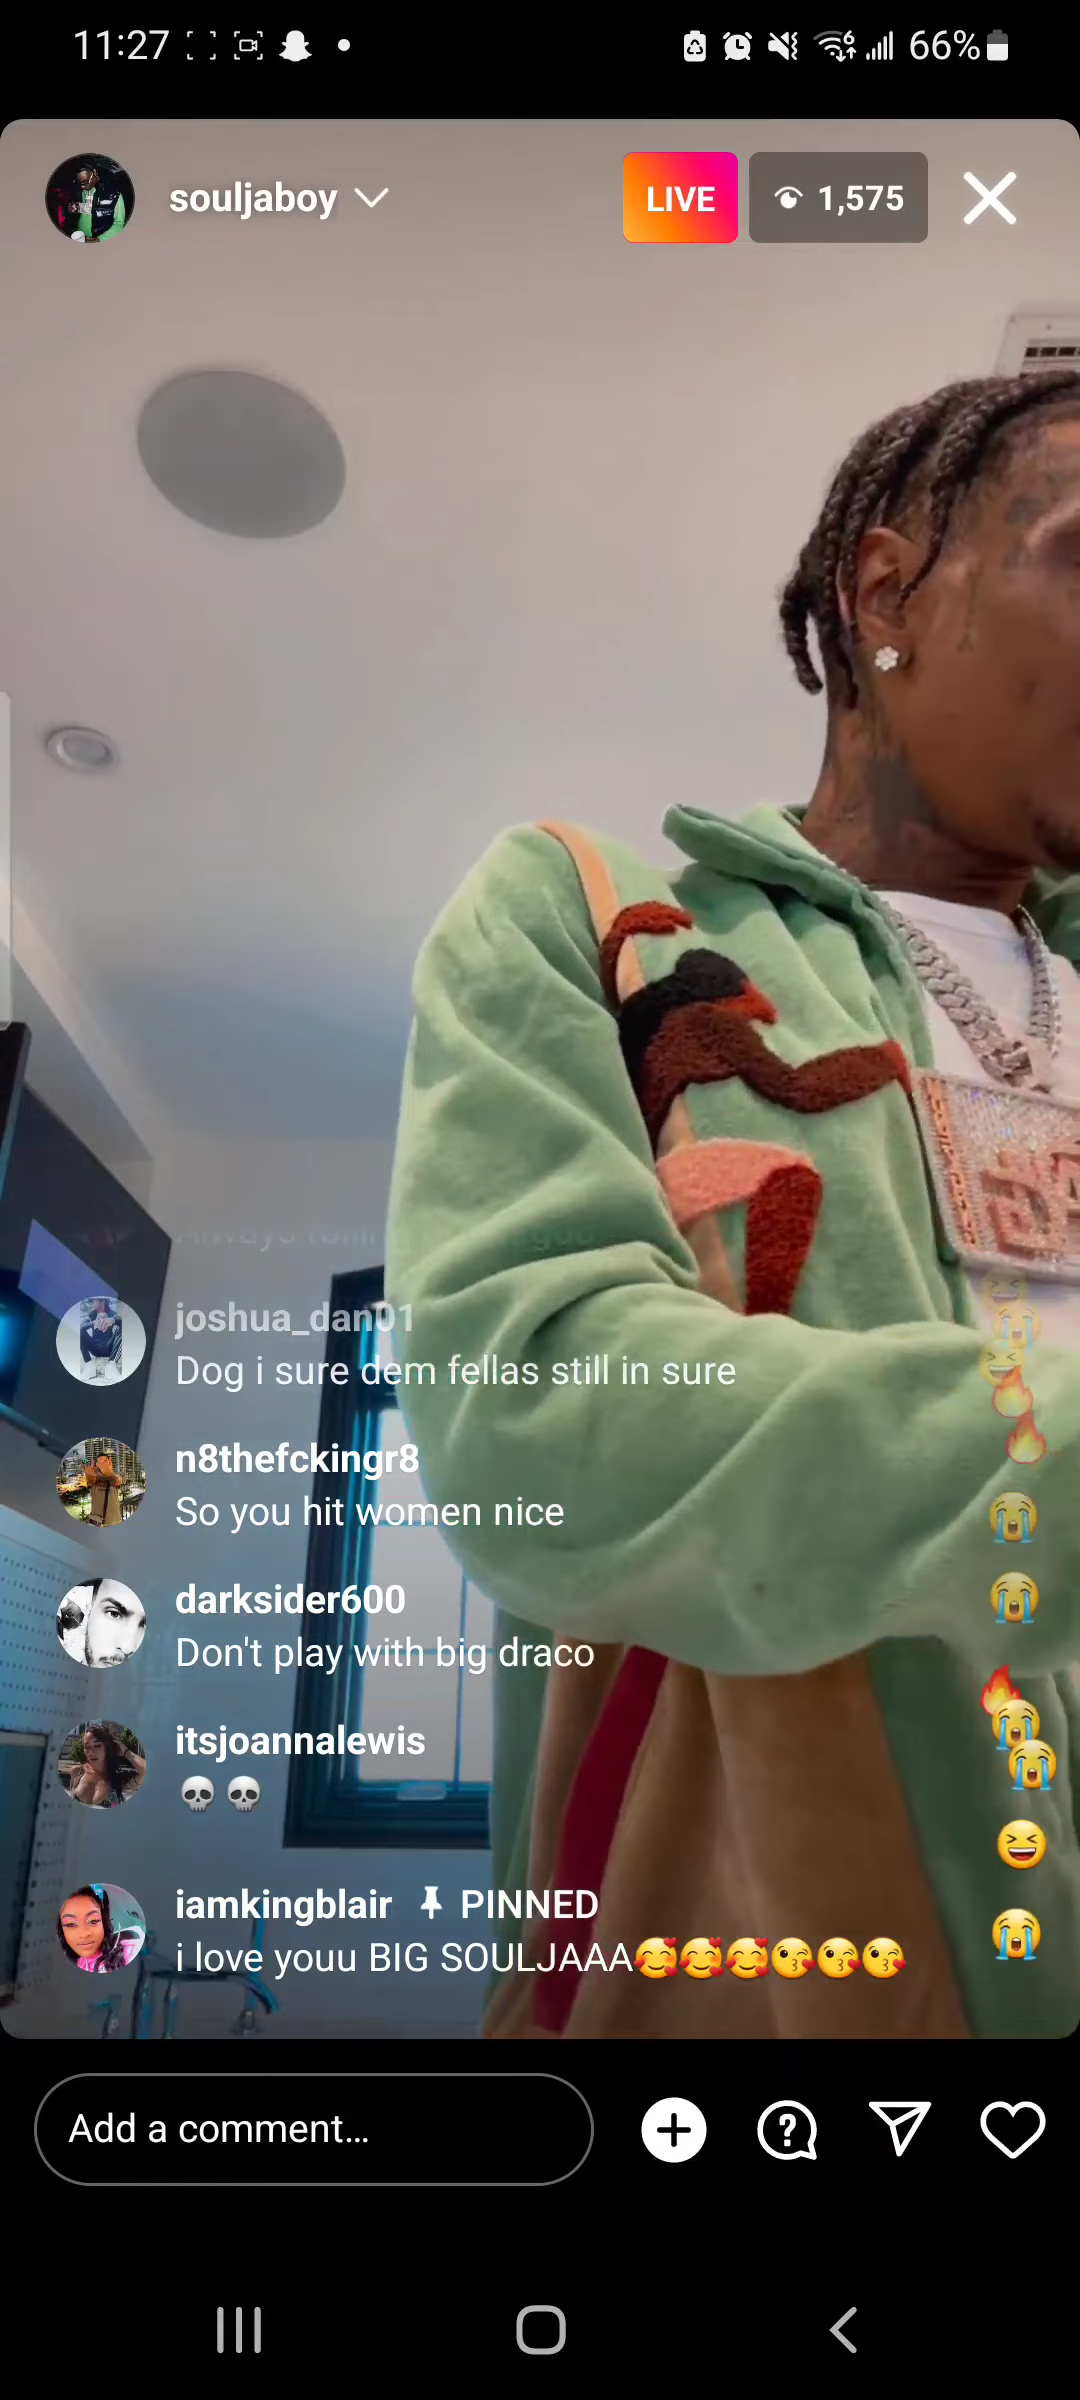 11:27
66%
souljaboy
LIVE
1,575
joshua_dan01
Dog i sure dem fellas still in sure
n8thefckingr8
So you hit women nice
darksider600
Don't play with big draco
itsjoannalewis
💀💀
iamkingblair PINNED
i love youu BIG SOULJAAA🥰🥰🥰😘😘😘
Add a comment…